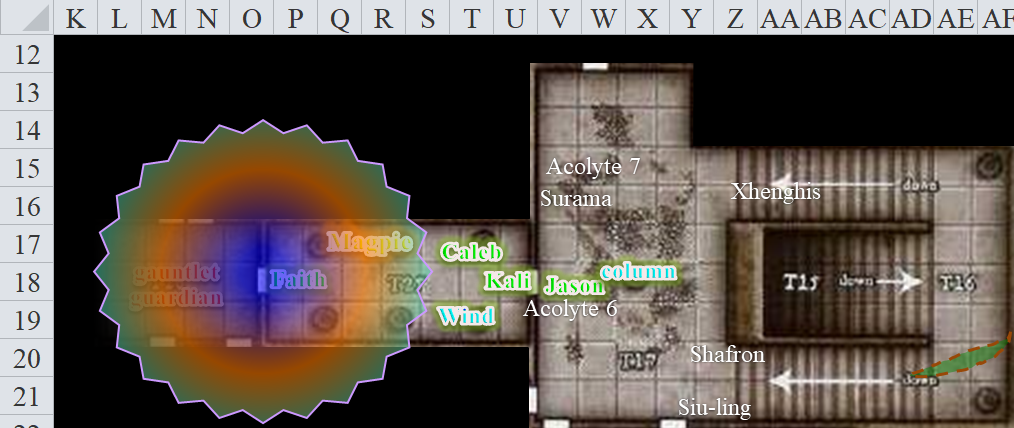 K L M N O P Q R S T U V W X Y Z AA AB AC AD AE AF
12
13
14
15
Acolyte 7
down
16
Surama
Xhenghis
17
Magpie
Caleb
18
gauntlet guardian
Faith
Kali
Jason
column
T15
down
T16
19
Wind
Acolyte 6
20
T17
Shafron
21
down
Siu-ling